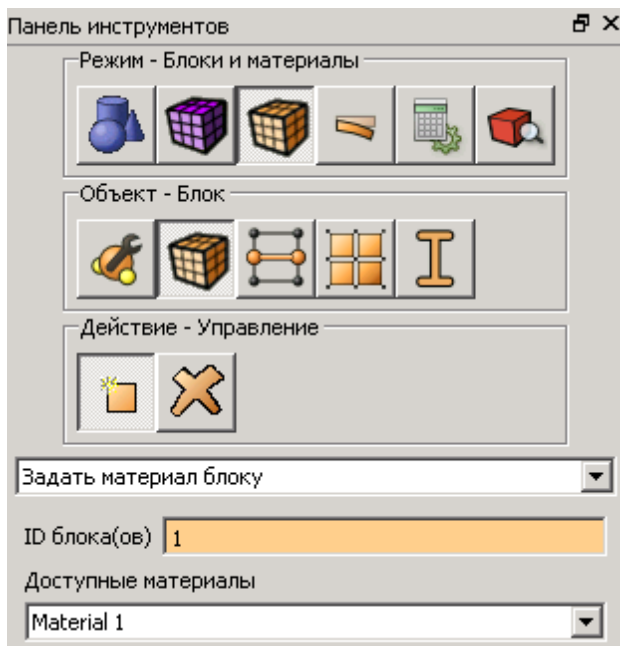 Панель инструментов
Режим - Блоки и материалы
Объект - Блок
Действие - Управление
Задать материал блоку
ID блока(ов) 1
Доступные материалы
Material 1